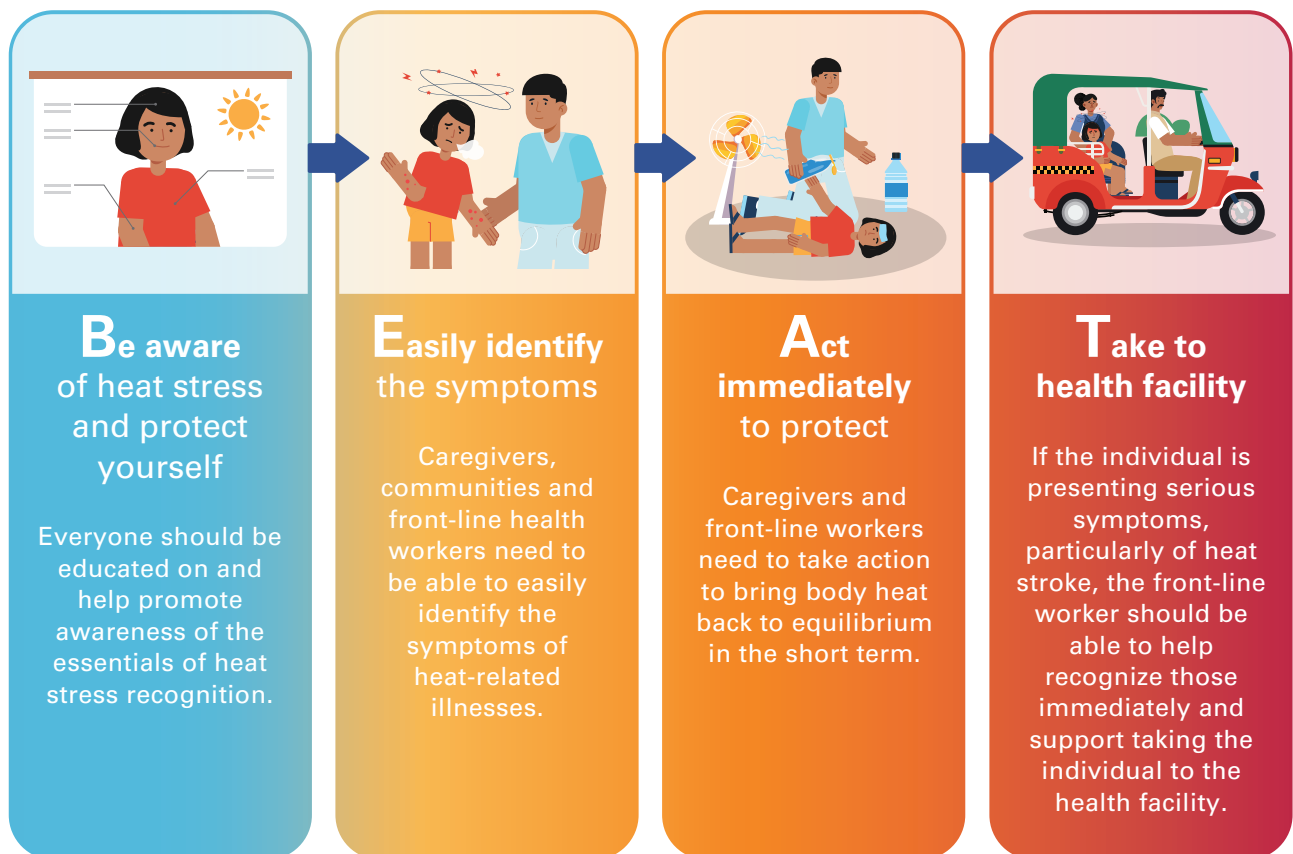 Be aware
of heat stress
and protect
yourself
Everyone should be
educated on and
help promote
awareness of the
essentials of heat
stress recognition.
Easily identify
the symptoms
Caregivers,
communities and
front-line health
workers need to
be able to easily
identify the
symptoms of
heat-related
illnesses.
Act
immediately
to protect
Caregivers and
front-line workers
need to take action
to bring body heat
back to equilibrium
in the short term.
Take to
health facility
If the individual is
presenting serious
symptoms,
particularly of heat
stroke, the front-line
worker should be
able to help
recognize those
immediately and
support taking the
individual to the
health facility.